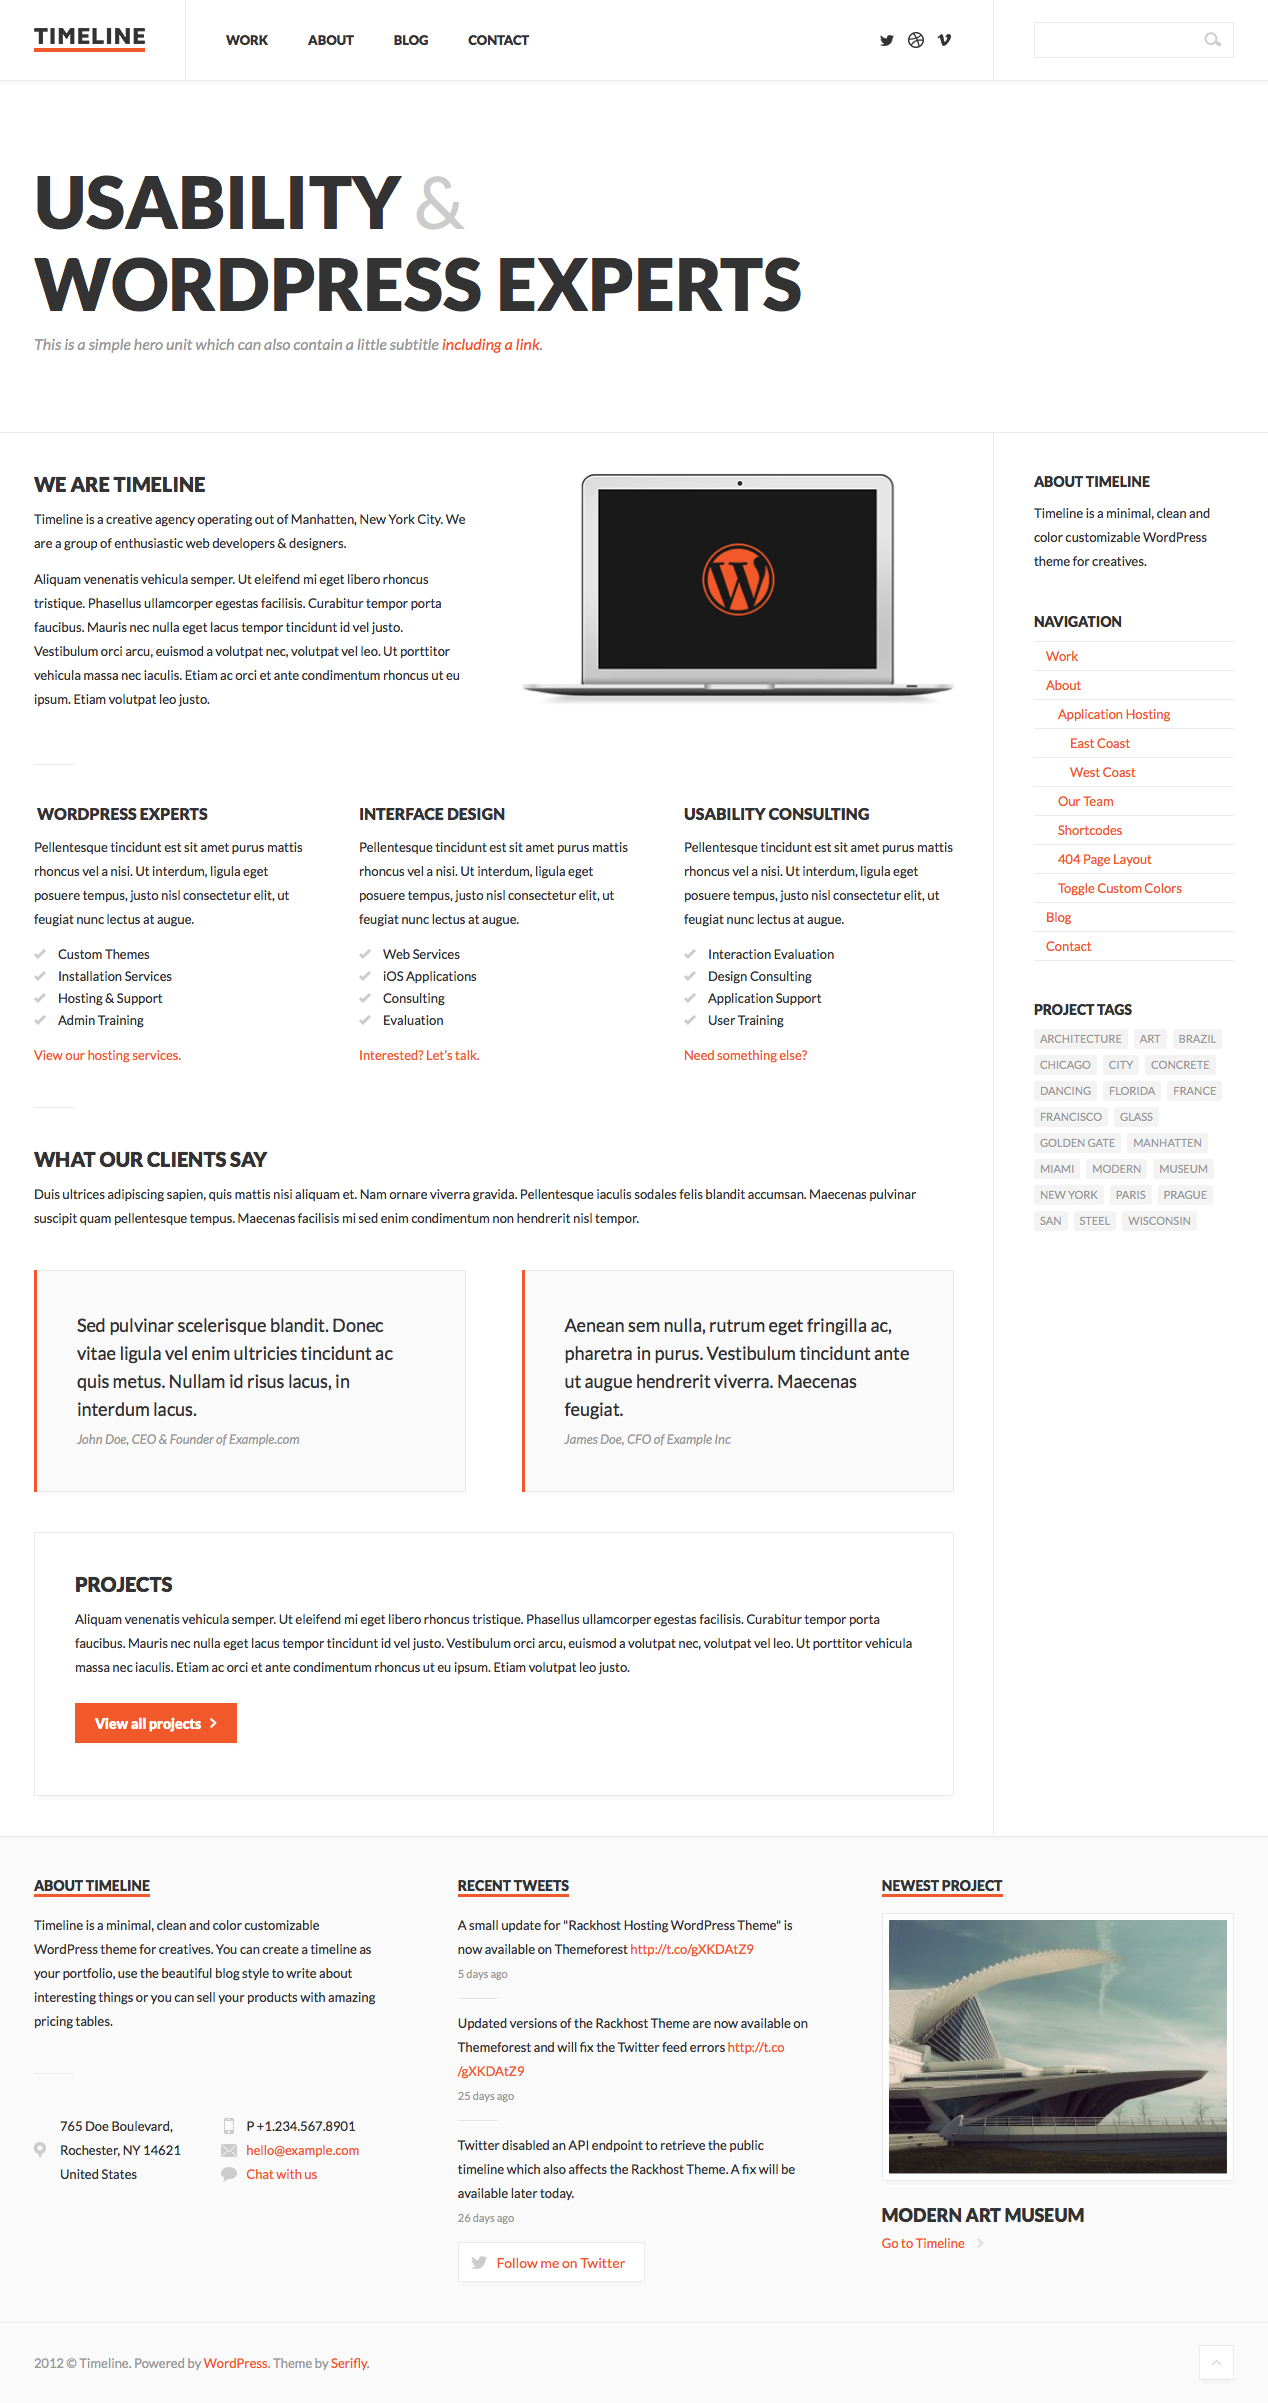 TIMELINE
WORK
ABOUT
BLOG
CONTACT
USABILITY &
WORDPRESS EXPERTS
This is a simple hero unit which can also contain a little subtitle including a link.
WE ARE TIMELINE
Timeline is a creative agency operating out of Manhatten, New York City. We
are a group of enthusiastic web developers & designers.
Aliquam venenatis vehicula semper. Ut eleifend mi eget libero rhoncus
tristique. Phasellus ullamcorper egestas facilisis. Curabitur tempor porta
faucibus. Mauris nec nulla eget lacus tempor tincidunt id vel justo.
Vestibulum orci arcu, euismod a volutpat nec, volutpat vel leo. Ut porttitor
vehicula massa nec iaculis. Etiam ac orci et ante condimentum rhoncus ut eu
ipsum. Etiam volutpat leo justo.
WORDPRESS EXPERTS
Pellentesque tincidunt est sit amet purus mattis
rhoncus vel a nisi. Ut interdum, ligula eget
posuere tempus, justo nisl consectetur elit, ut
feugiat nunc lectus at augue.
Custom Themes
Installation Services
Hosting & Support
Admin Training
View our hosting services.
INTERFACE DESIGN
Pellentesque tincidunt est sit amet purus mattis
rhoncus vel a nisi. Ut interdum, ligula eget
posuere tempus, justo nisl consectetur elit, ut
feugiat nunc lectus at augue.
Web Services
iOS Applications
Consulting
Evaluation
Interested? Let's talk.
USABILITY CONSULTING
Pellentesque tincidunt est sit amet purus mattis
rhoncus vel a nisi. Ut interdum, ligula eget
posuere tempus, justo nisl consectetur elit, ut
feugiat nunc lectus at augue.
Interaction Evaluation
Design Consulting
Application Support
User Training
Need something else?
WHAT OUR CLIENTS SAY
Duis ultrices adipiscing sapien, quis mattis nisi aliquam et. Nam ornare viverra gravida. Pellentesque iaculis sodales felis blandit accumsan. Maecenas pulvinar
suscipit quam pellentesque tempus. Maecenas facilisis mi sed enim condimentum non hendrerit nisl tempor.
Sed pulvinar scelerisque blandit. Donec
vitae ligula vel enim ultricies tincidunt ac
quis metus. Nullam id risus lacus, in
interdum lacus.
John Doe, CEO & Founder of Example.com
Aenean sem nulla, rutrum eget fringilla ac,
pharetra in purus. Vestibulum tincidunt ante
ut augue hendrerit viverra. Maecenas
feugiat.
James Doe, CFO of Example Inc
PROJECTS
Aliquam venenatis vehicula semper. Ut eleifend mi eget libero rhoncus tristique. Phasellus ullamcorper egestas facilisis. Curabitur tempor porta
faucibus. Mauris nec nulla eget lacus tempor tincidunt id vel justo. Vestibulum orci arcu, euismod a volutpat nec, volutpat vel leo. Ut porttitor vehicula
massa nec iaculis. Etiam ac orci et ante condimentum rhoncus ut eu ipsum. Etiam volutpat leo justo.
View all projects
ABOUT TIMELINE
Timeline is a minimal, clean and
color customizable WordPress
theme for creatives.
NAVIGATION
Work
About
Application Hosting
East Coast
West Coast
Our Team
Shortcodes
404 Page Layout
Toggle Custom Colors
Blog
Contact
PROJECT TAGS
ARCHITECTURE ART BRAZIL
CHICAGO CITY CONCRETE
DANCING FLORIDA FRANCE
FRANCISCO GLASS
GOLDEN GATE MANHATTEN
MIAMI MODERN MUSEUM
NEW YORK PARIS PRAGUE
SAN STEEL WISCONSIN
ABOUT TIMELINE
Timeline is a minimal, clean and color customizable
WordPress theme for creatives. You can create a timeline as
your portfolio, use the beautiful blog style to write about
interesting things or you can sell your products with amazing
pricing tables.
765 Doe Boulevard,
Rochester, NY 14621
United States
P +1.234.567.8901
hello@example.com
Chat with us
RECENT TWEETS
A small update for "Rackhost Hosting WordPress Theme" is
now available on Themeforest http://t.co/gXKDAtZ9
5 days ago
Updated versions of the Rackhost Theme are now available on
Themeforest and will fix the Twitter feed errors http://t.co
/gXKDAtZ9
25 days ago
Twitter disabled an API endpoint to retrieve the public
timeline which also affects the Rackhost Theme. A fix will be
available later today.
26 days ago
Follow me on Twitter
NEWEST PROJECT
MODERN ART MUSEUM
Go to Timeline
2012 © Timeline. Powered by WordPress. Theme by Serifly.